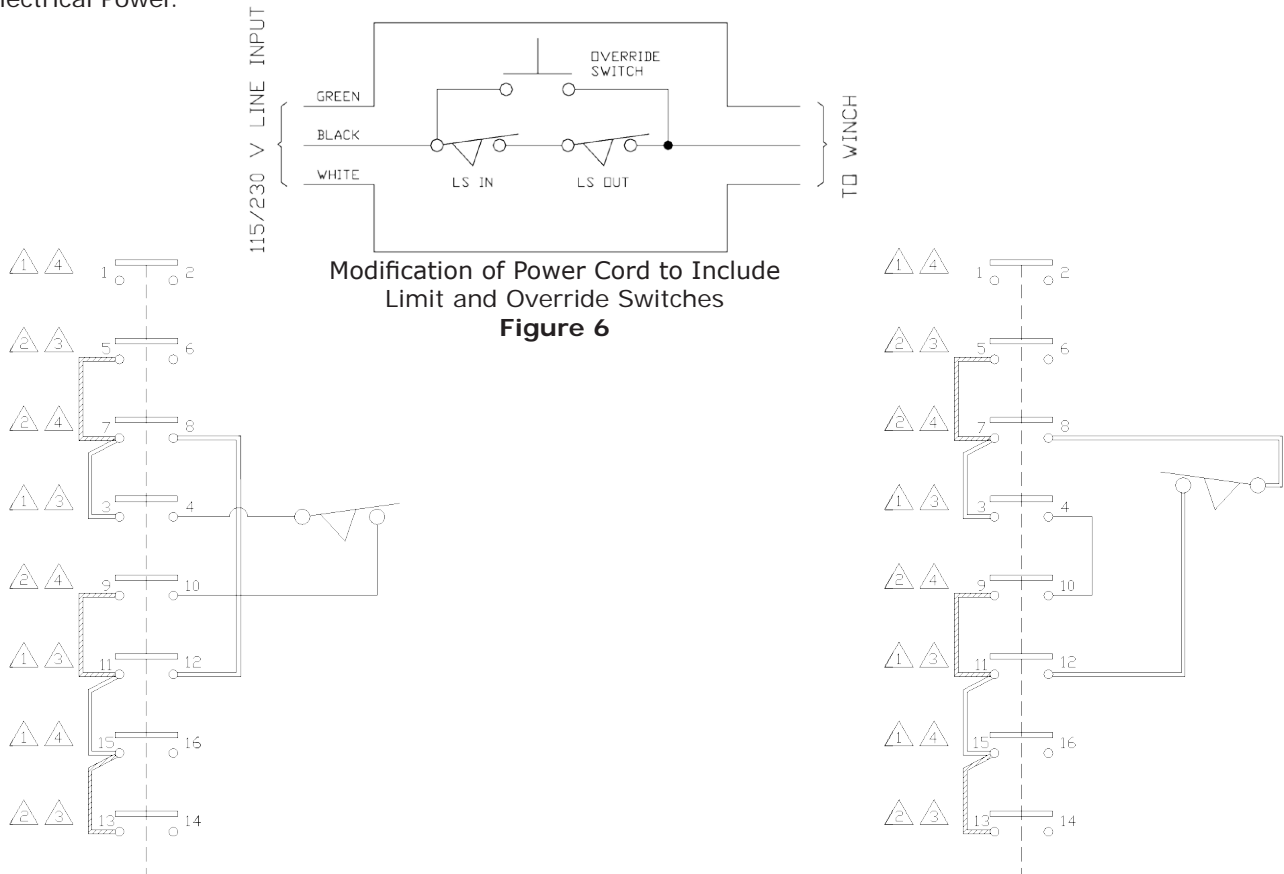 Electrical Power.
115/230 V LINE INPUT
GREEN
BLACK
WHITE
OVERRIDE
SWITCH
LS IN
LS OUT
TO WINCH
Modification of Power Cord to Include
Limit and Override Switches
Figure 6
1 4 1 2
2 3 5 6
2 4 7 8
1 3 3 4
2 4 9 10
1 3 11 12
1 4 15 16
2 3 13 14
1 4 1 2
2 3 5 6
2 4 7 8
1 3 3 4
2 4 9 10
1 3 11 12
1 4 15 16
2 3 13 14